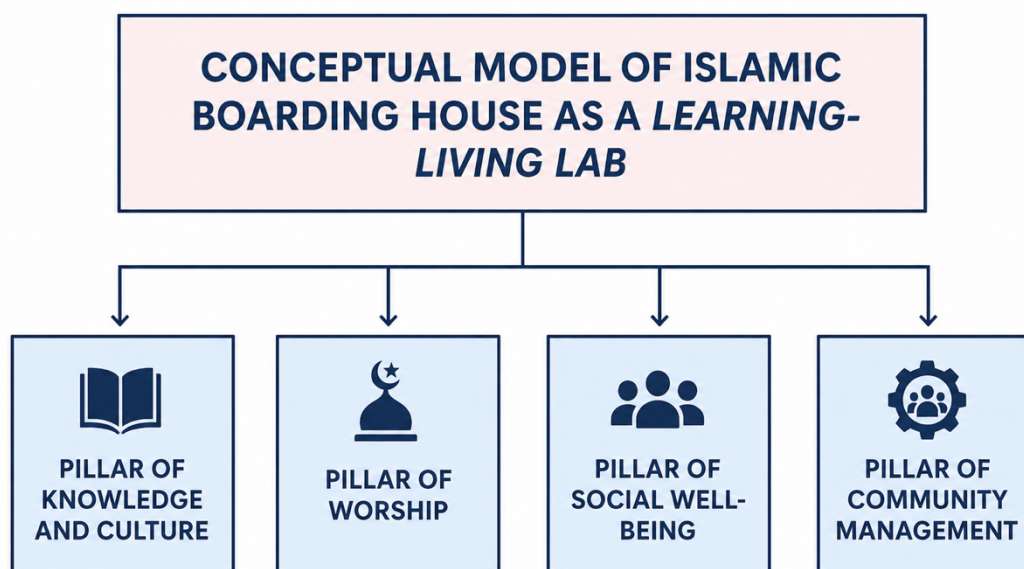 CONCEPTUAL MODEL OF ISLAMIC
BOARDING HOUSE AS A LEARNING-
LIVING LAB
PILLAR OF
KNOWLEDGE
AND CULTURE
PILLAR OF
WORSHIP
PILLAR OF
SOCIAL WELL-
BEING
PILLAR OF
COMMUNITY
MANAGEMENT